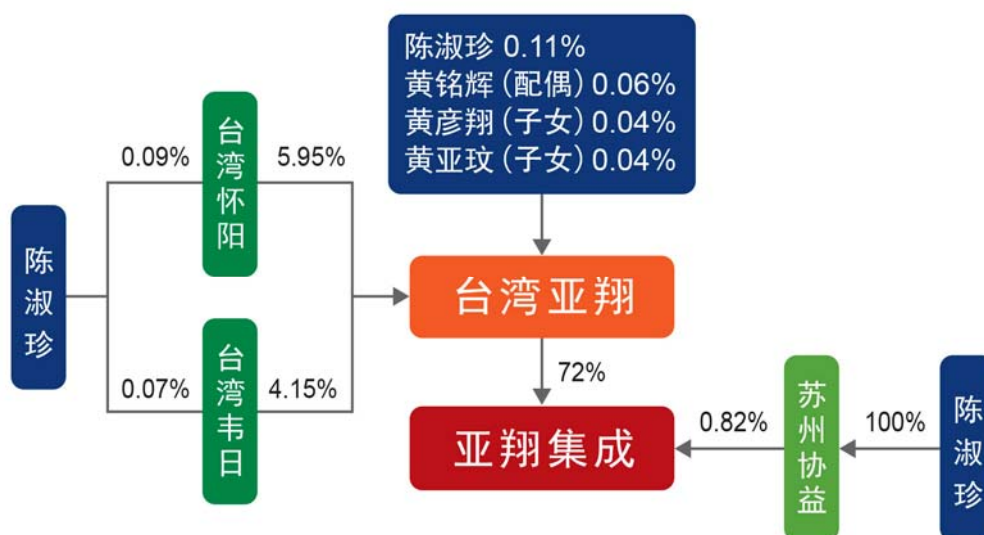 陈淑珍 0.11%
黄铭辉(配偶) 0.06%
黄彦翔(子女) 0.04%
黄亚玟(子女) 0.04%
陈淑珍
0.09%
台湾怀阳
5.95%
0.07%
台湾韦日
4.15%
台湾亚翔
72%
亚翔集成
0.82%
苏州协益
100%
陈淑珍